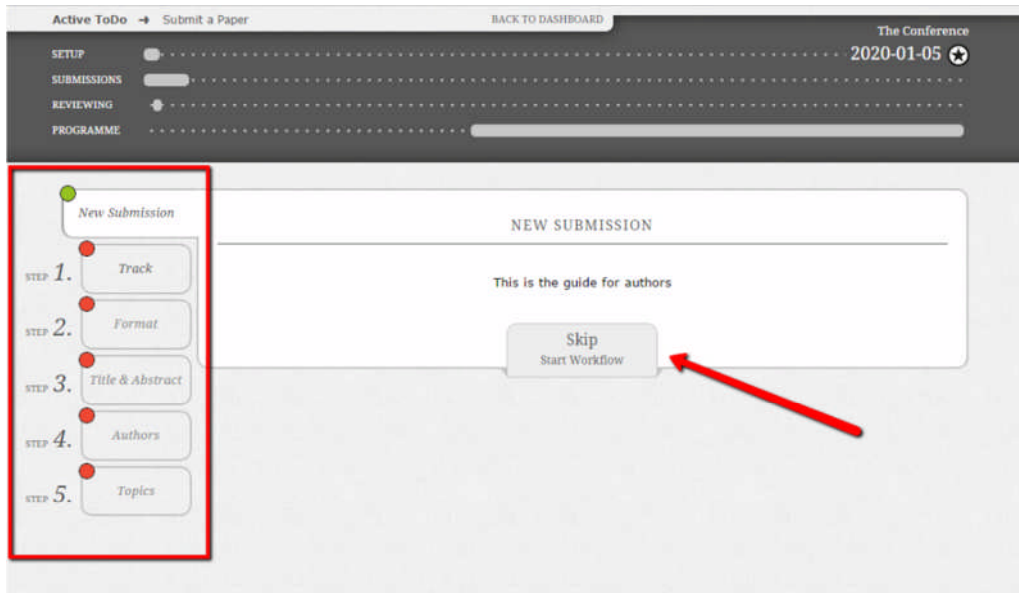 Active ToDo ➜ Submit a Paper
BACK TO DASHBOARD
The Conference
2020-01-05
SETUP
SUBMISSIONS
REVIEWING
PROGRAMME
New Submission
STEP 1. Track
STEP 2. Format
STEP 3. Title & Abstract
STEP 4. Authors
STEP 5. Topics
NEW SUBMISSION
This is the guide for authors
Skip
Start Workflow